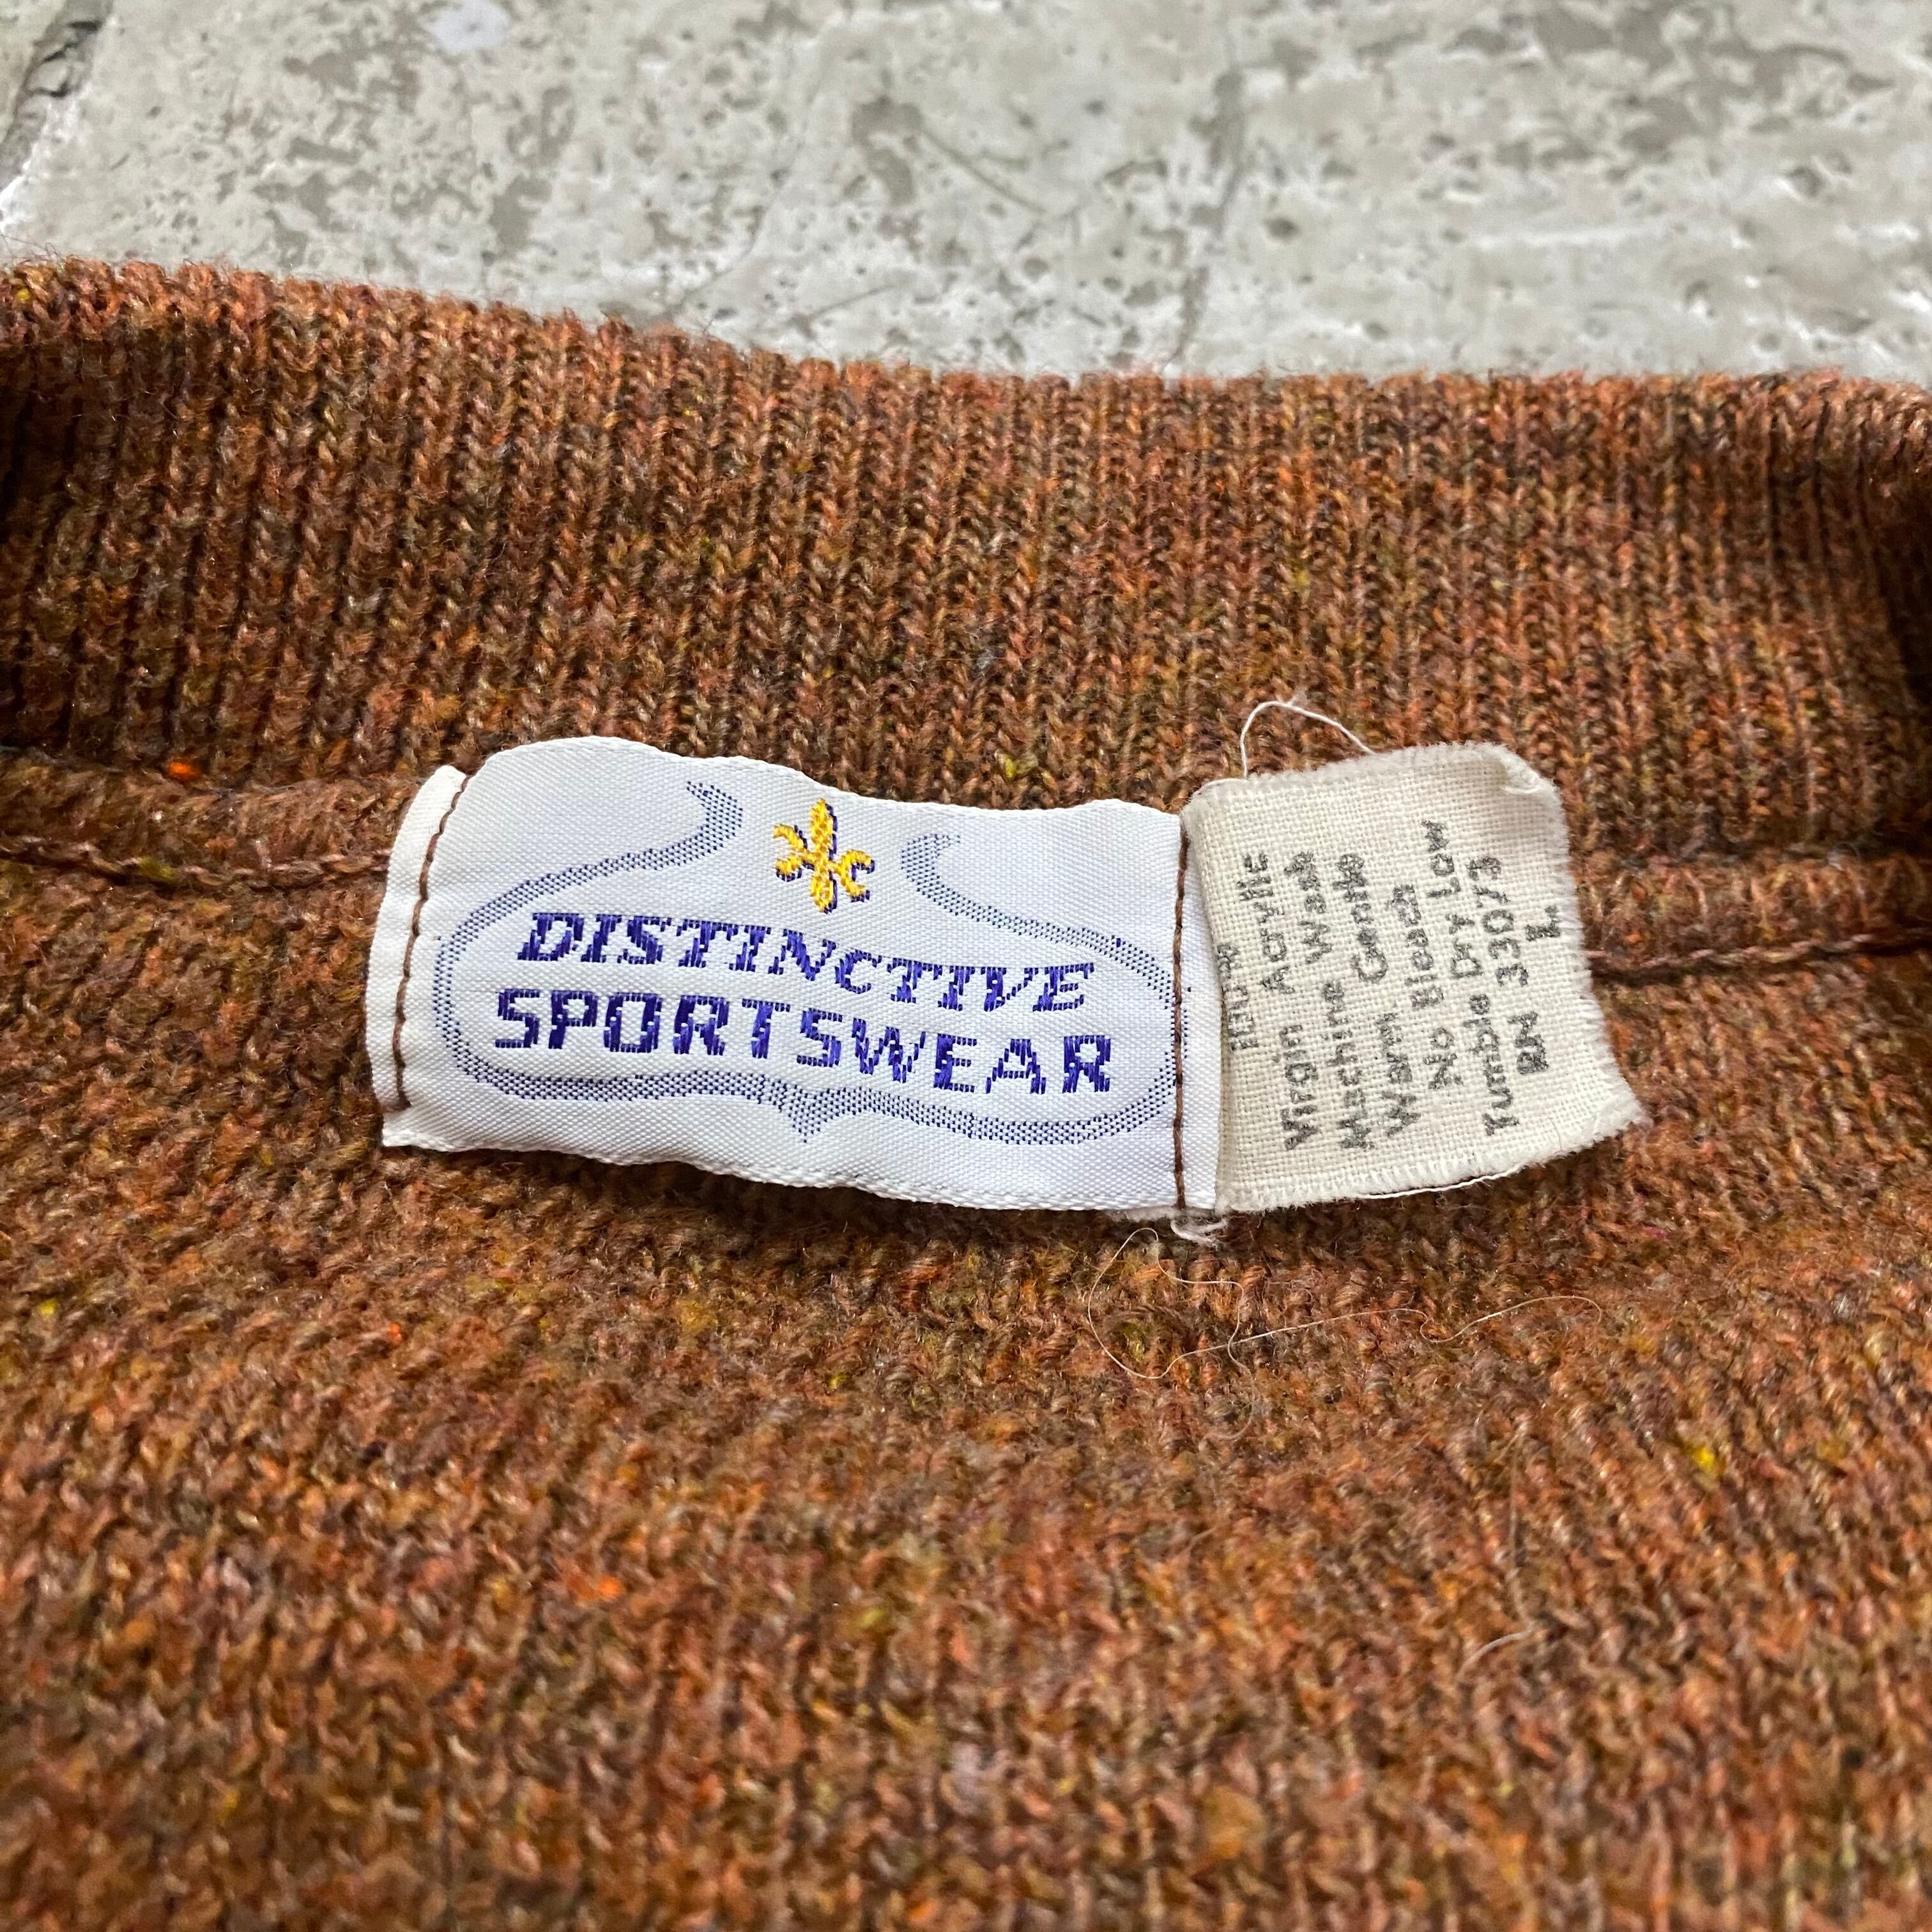 DISTINCTIVE
SPORTSWEAR
100%
Virgin Acrylic
Machine Wash
Warm Gentle
No Bleach
Tumble Dry Low
RN 33073
L